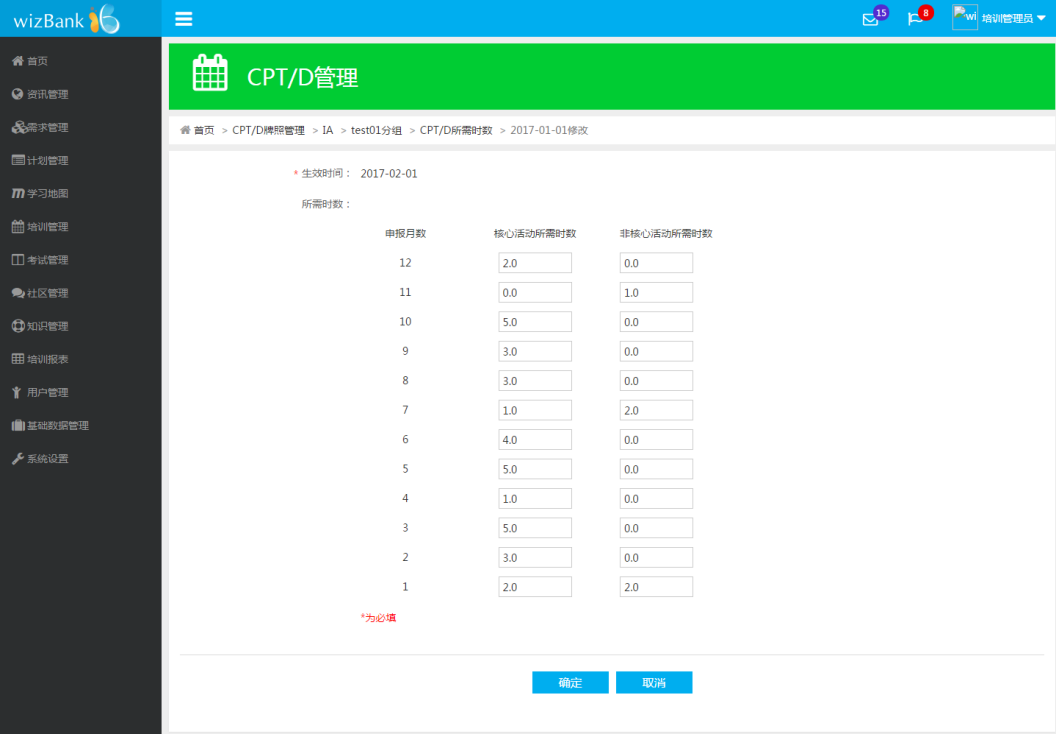 wizBank
15
8
wi
培训管理员
首页
资讯管理
需求管理
计划管理
学习地图
培训管理
考试管理
社区管理
知识管理
培训报表
用户管理
基础数据管理
系统设置
CPT/D管理
首页 > CPT/D牌照管理 > IA > test01分组 > CPT/D所需时数 > 2017-01-01修改
* 生效时间： 2017-02-01
所需时数：
申报月数 核心活动所需时数 非核心活动所需时数
12 2.0 0.0
11 0.0 1.0
10 5.0 0.0
9 3.0 0.0
8 3.0 0.0
7 1.0 2.0
6 4.0 0.0
5 5.0 0.0
4 1.0 0.0
3 5.0 0.0
2 3.0 0.0
1 2.0 2.0
*为必填
确定 取消